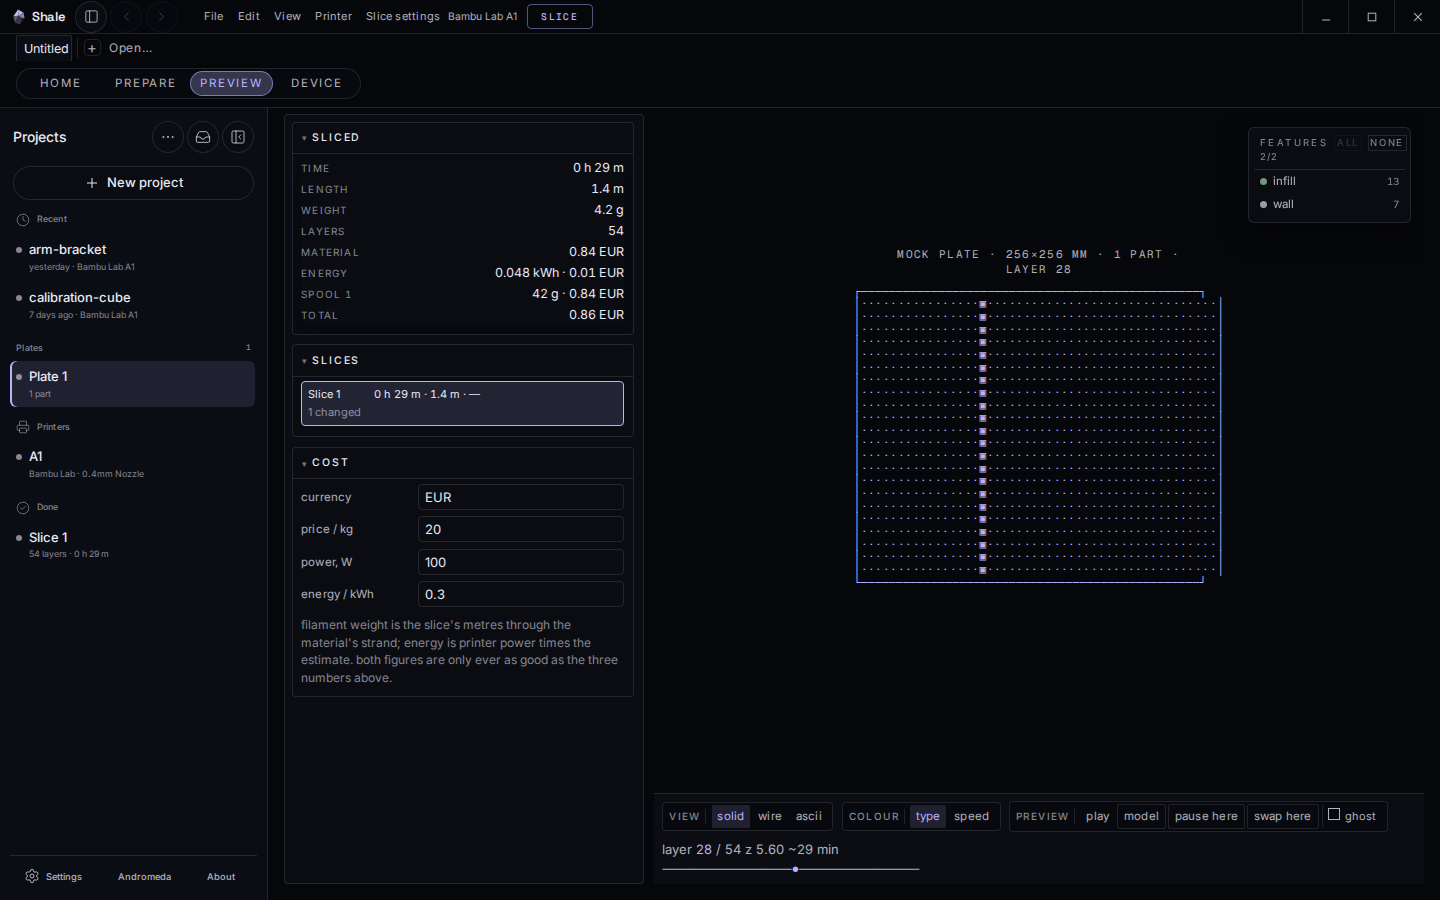 Shale File Edit View Printer Slice settings Bambu Lab A1 SLICE
Untitled + Open...
HOME PREPARE PREVIEW DEVICE
Projects
+ New project
Recent
arm-bracket
yesterday · Bambu Lab A1
calibration-cube
7 days ago · Bambu Lab A1
Plates 1
Plate 1
1 part
Printers
A1
Bambu Lab · 0.4mm Nozzle
Done
Slice 1
54 layers · 0 h 29 m
Settings Andromeda About
SLICED
TIME 0 h 29 m
LENGTH 1.4 m
WEIGHT 4.2 g
LAYERS 54
MATERIAL 0.84 EUR
ENERGY 0.048 kWh · 0.01 EUR
SPOOL 1 42 g · 0.84 EUR
TOTAL 0.86 EUR
SLICES
Slice 1 0 h 29 m · 1.4 m · —
1 changed
COST
currency EUR
price / kg 20
power, W 100
energy / kWh 0.3
filament weight is the slice's metres through the
material's strand; energy is printer power times the
estimate. both figures are only ever as good as the three
numbers above.
FEATURES ALL NONE
2/2
infill 13
wall 7
MOCK PLATE · 256×256 MM · 1 PART ·
LAYER 28
VIEW solid wire ascii COLOUR type speed PREVIEW play model pause here swap here ghost
layer 28 / 54 z 5.60 ~29 min